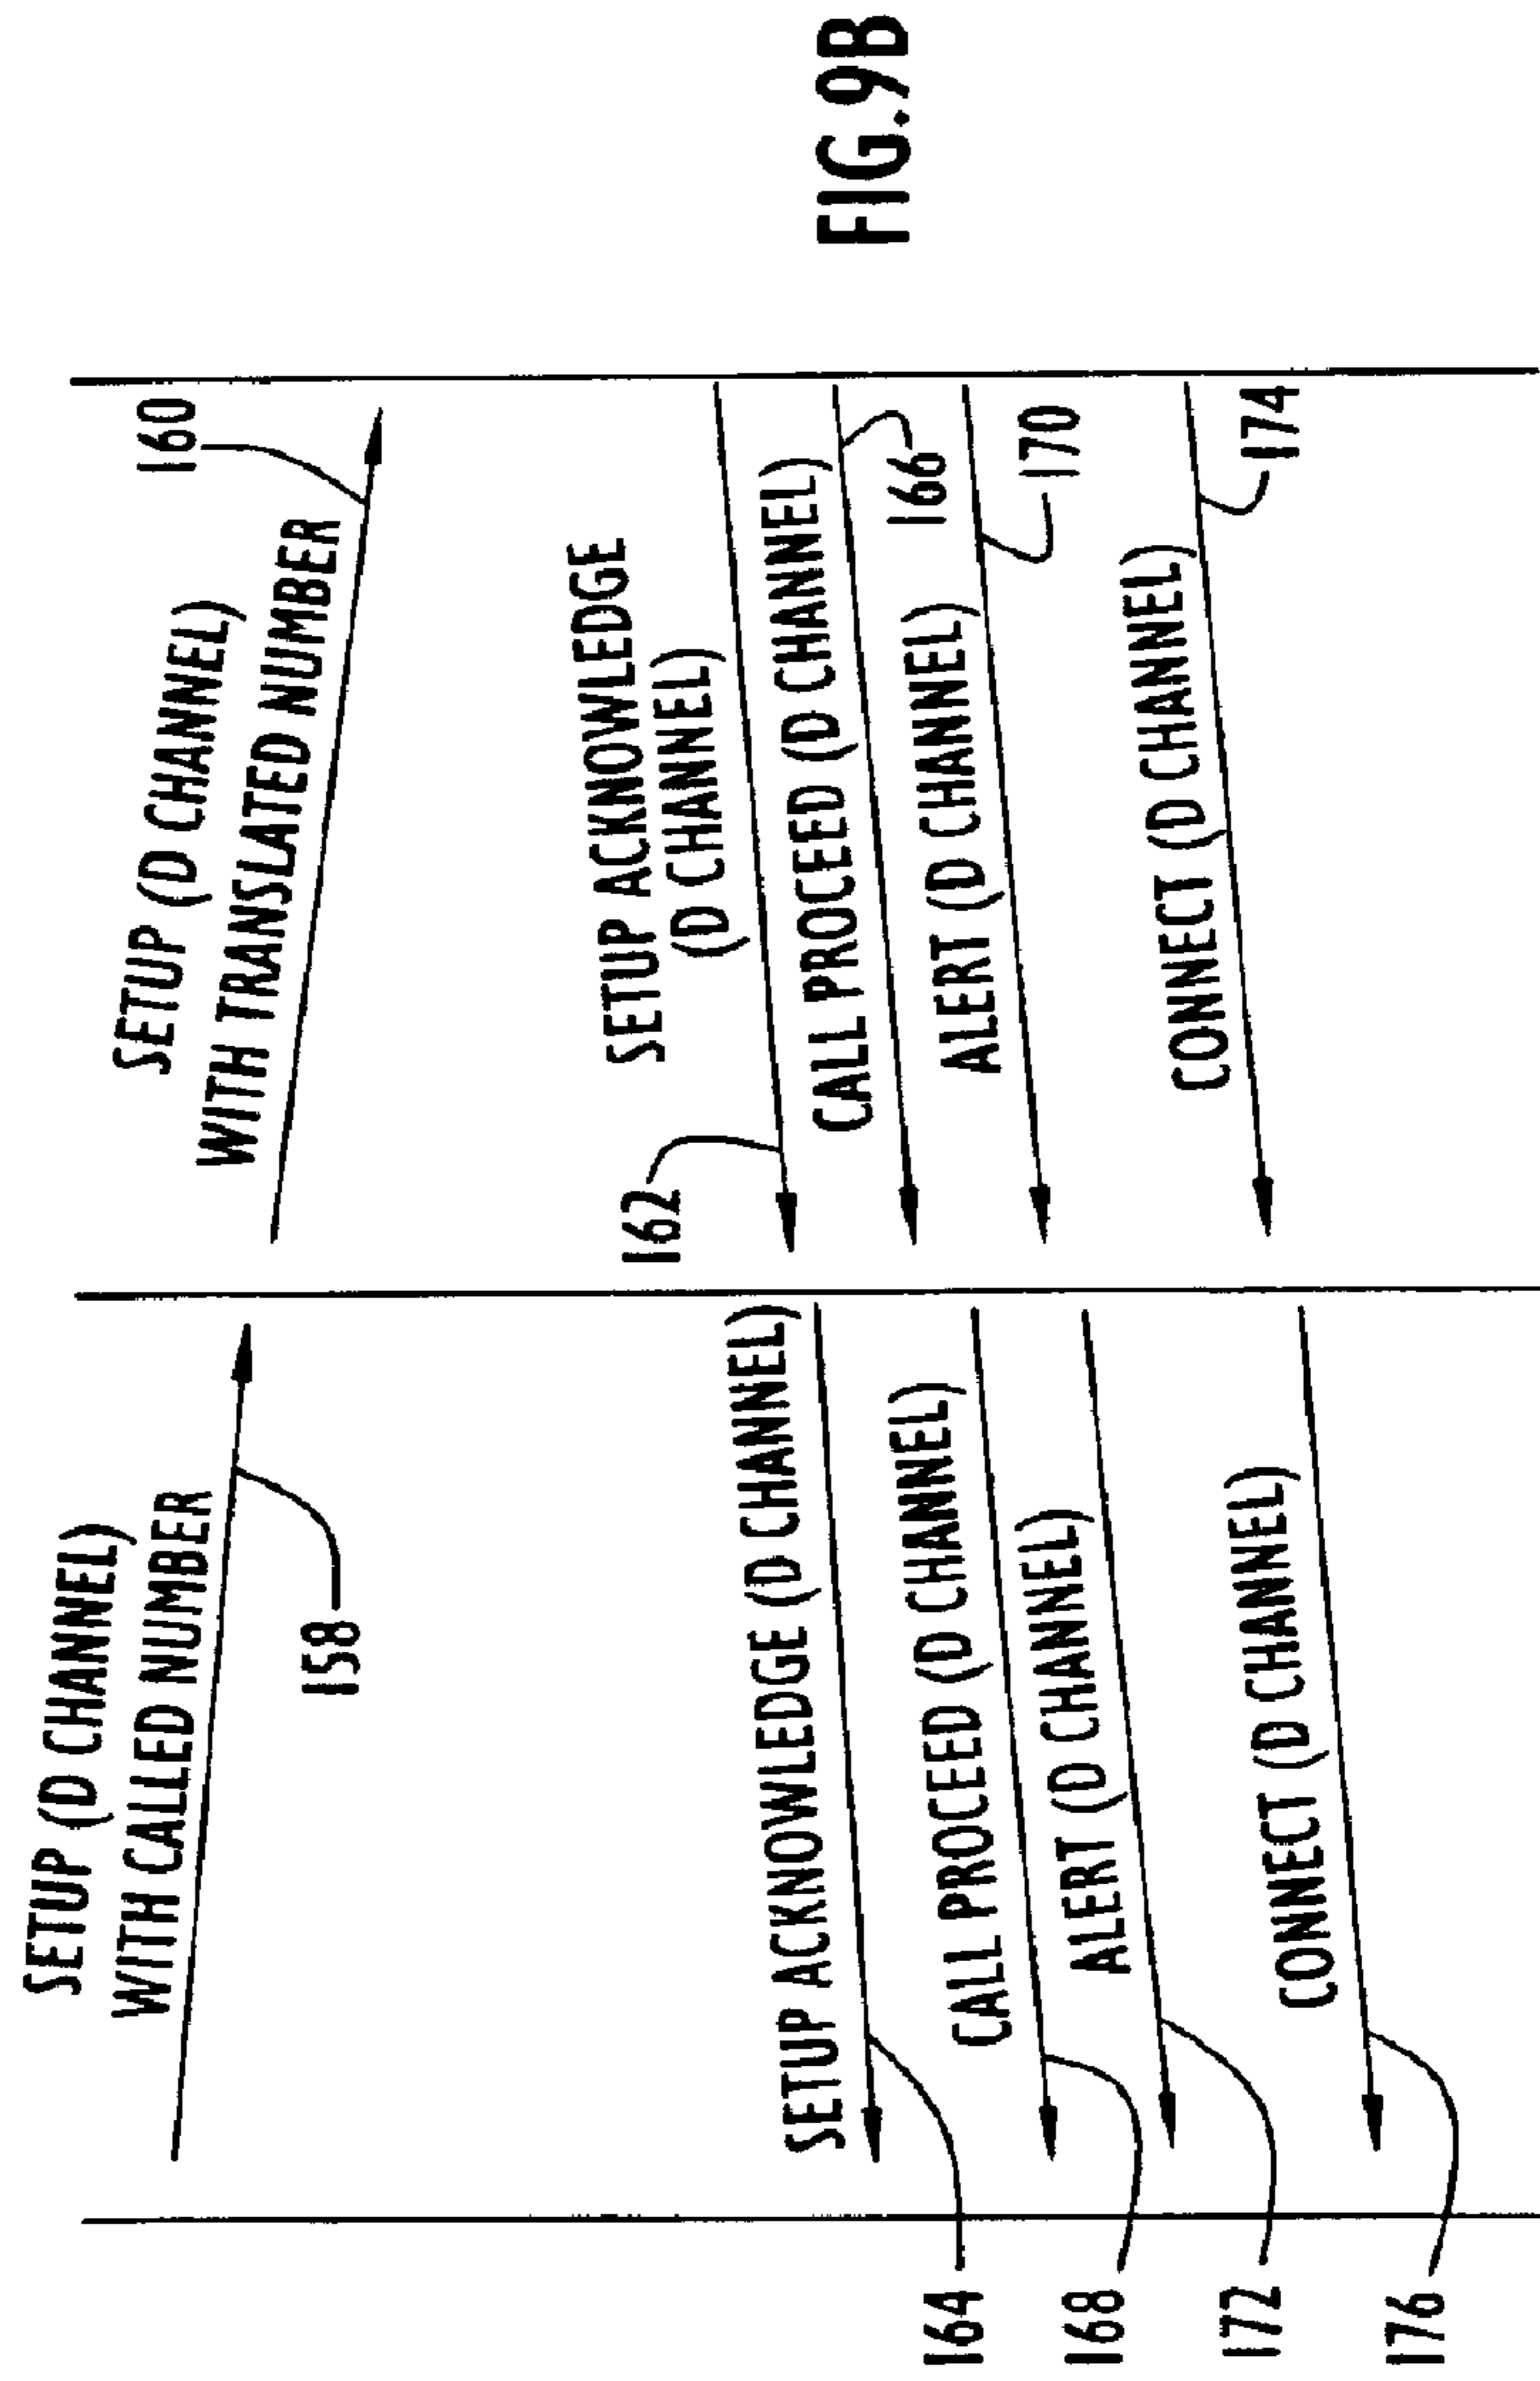 SETUP (D CHANNEL)
WITH CALLED NUMBER
158
SETUP (D CHANNEL)
WITH TRANSLATED NUMBER
160
SETUP ACKNOWLEDGE
(D CHANNEL)
162
SETUP ACKNOWLEDGE (D CHANNEL)
164
CALL PROCEED (D CHANNEL)
166
CALL PROCEED (D CHANNEL)
168
ALERT (D CHANNEL)
170
ALERT (D CHANNEL)
172
CONNECT (D CHANNEL)
174
CONNECT (D CHANNEL)
176
FIG.9B